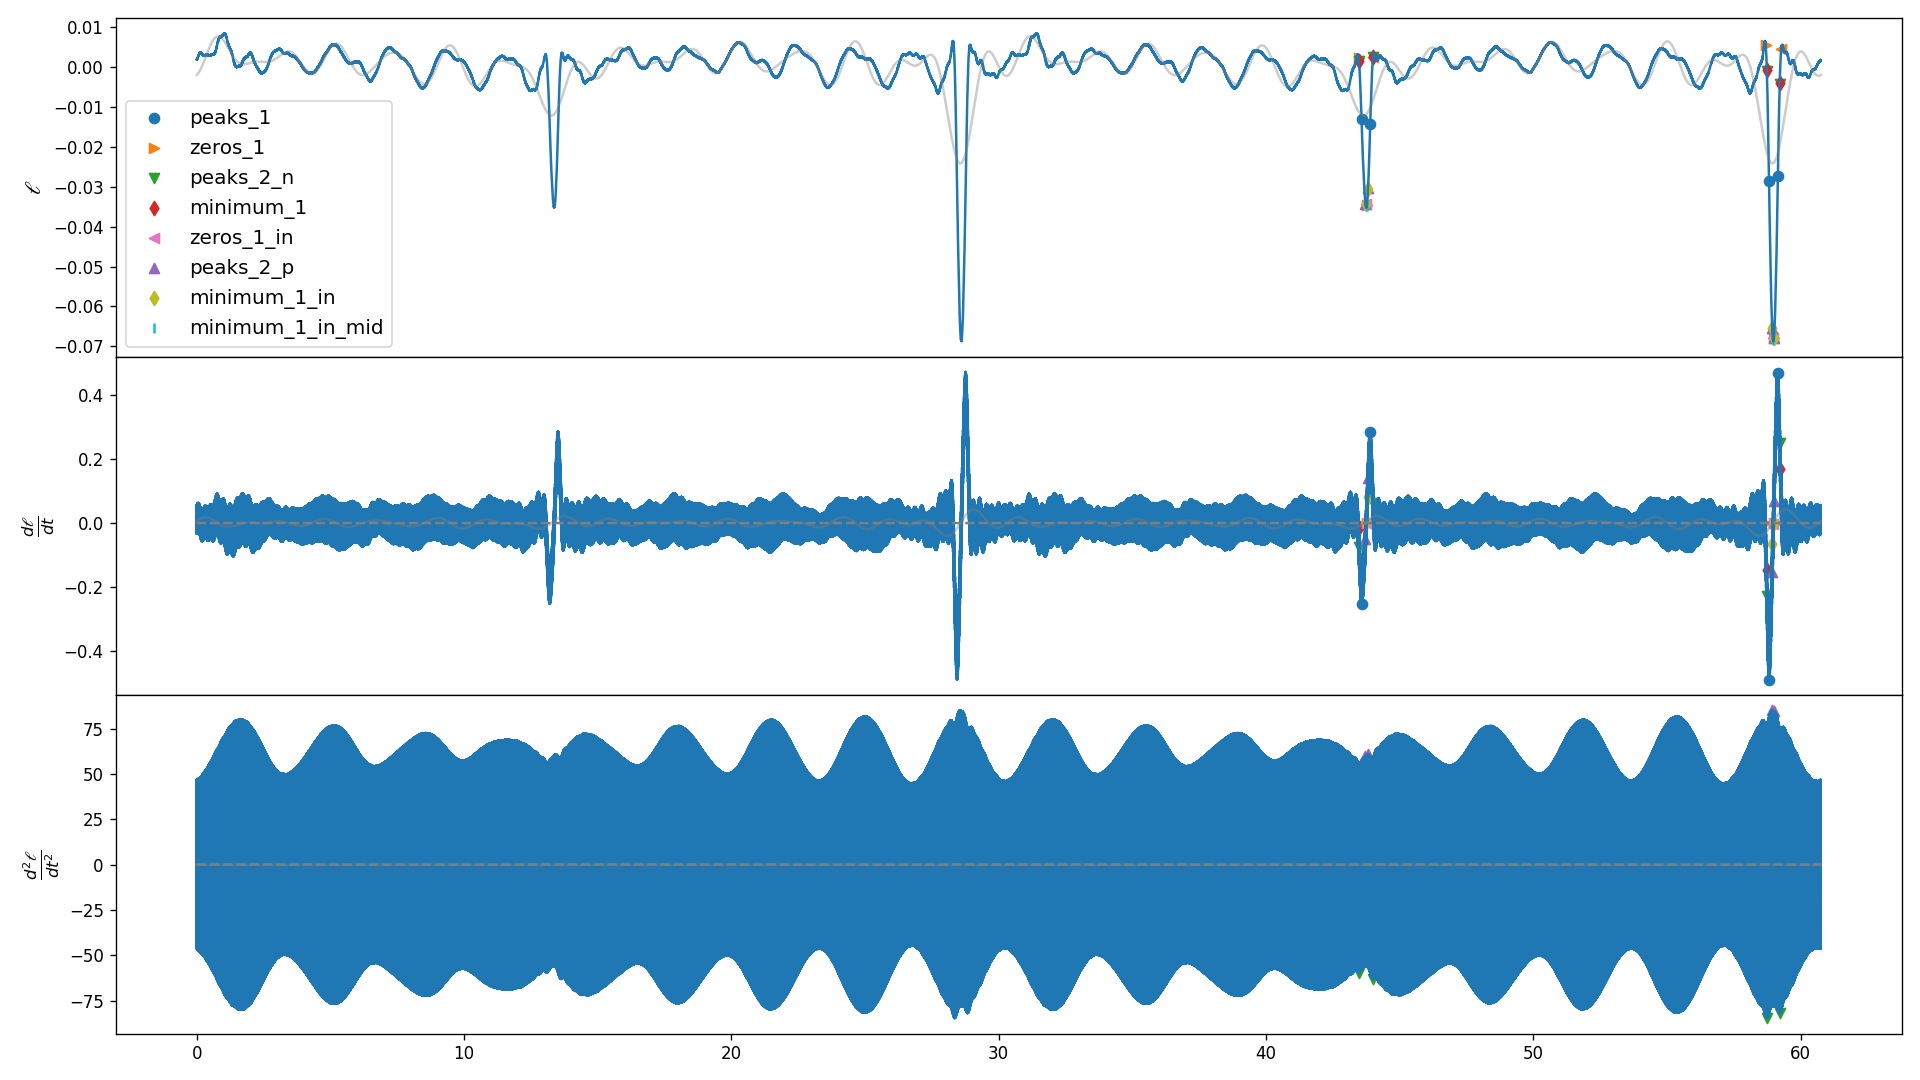 0.01
0.00
−0.01
−0.02
−0.03
−0.04
−0.05
−0.06
−0.07
ℓ
peaks_1
zeros_1
peaks_2_n
minimum_1
zeros_1_in
peaks_2_p
minimum_1_in
minimum_1_in_mid
0.4
0.2
0.0
−0.2
−0.4
dℓ/dt
75
50
25
0
−25
−50
−75
d²ℓ/dt²
0 10 20 30 40 50 60